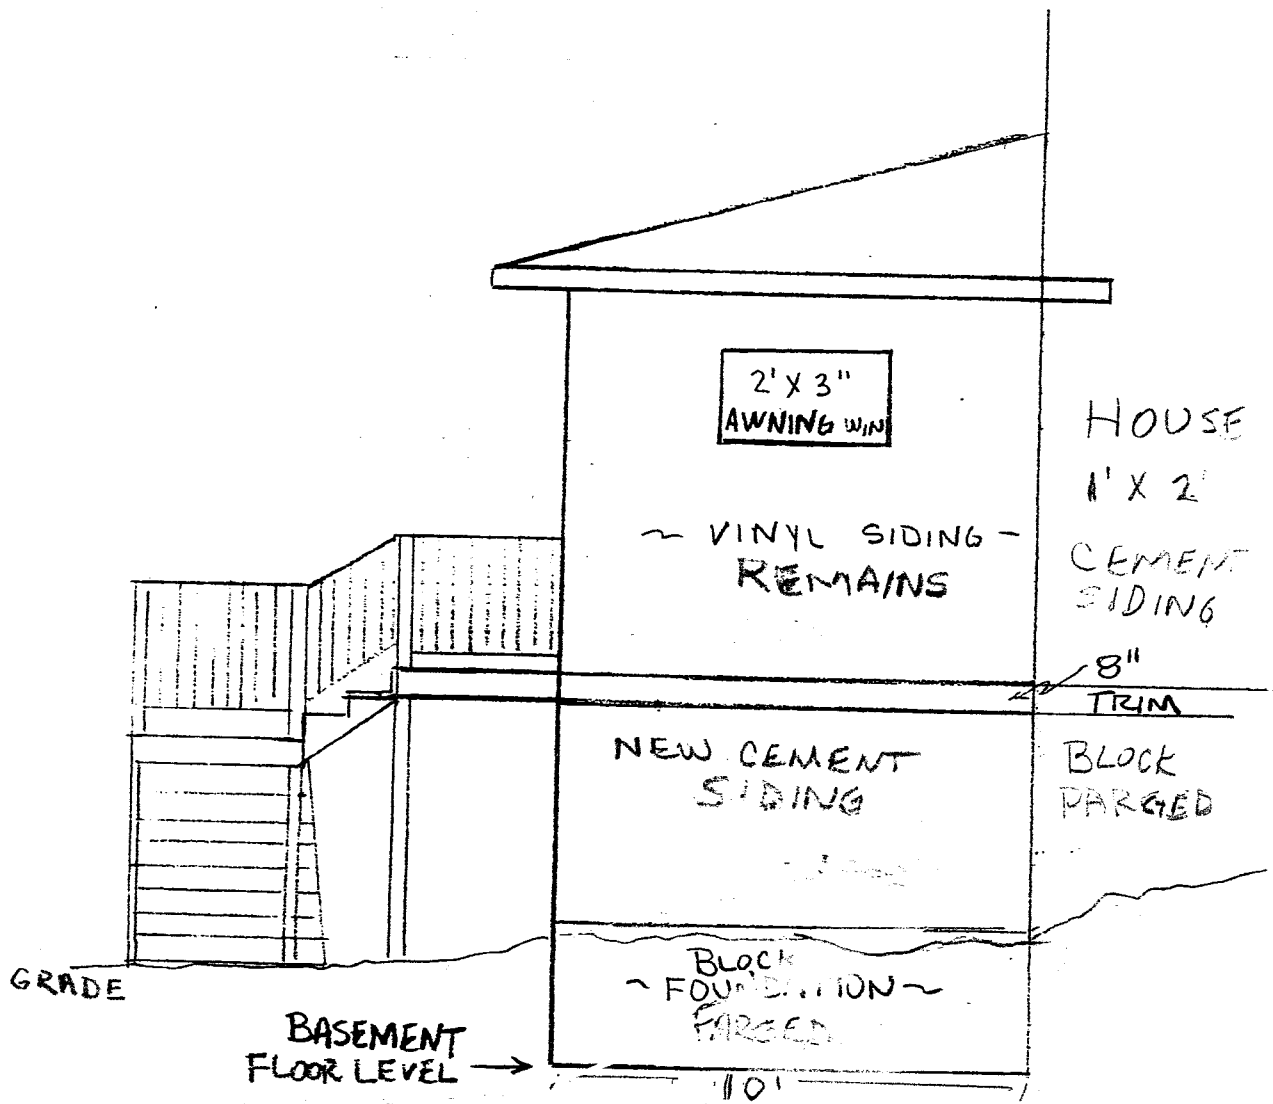 2' X 3"
AWNING WIN
HOUSE
1' X 2'
CEMENT
SIDING
~ VINYL SIDING ~
REMAINS
8"
TRIM
NEW CEMENT
SIDING
BLOCK
PARGED
GRADE
BLOCK
~ FOUNDATION ~
PARGED
BASEMENT
FLOOR LEVEL
10'